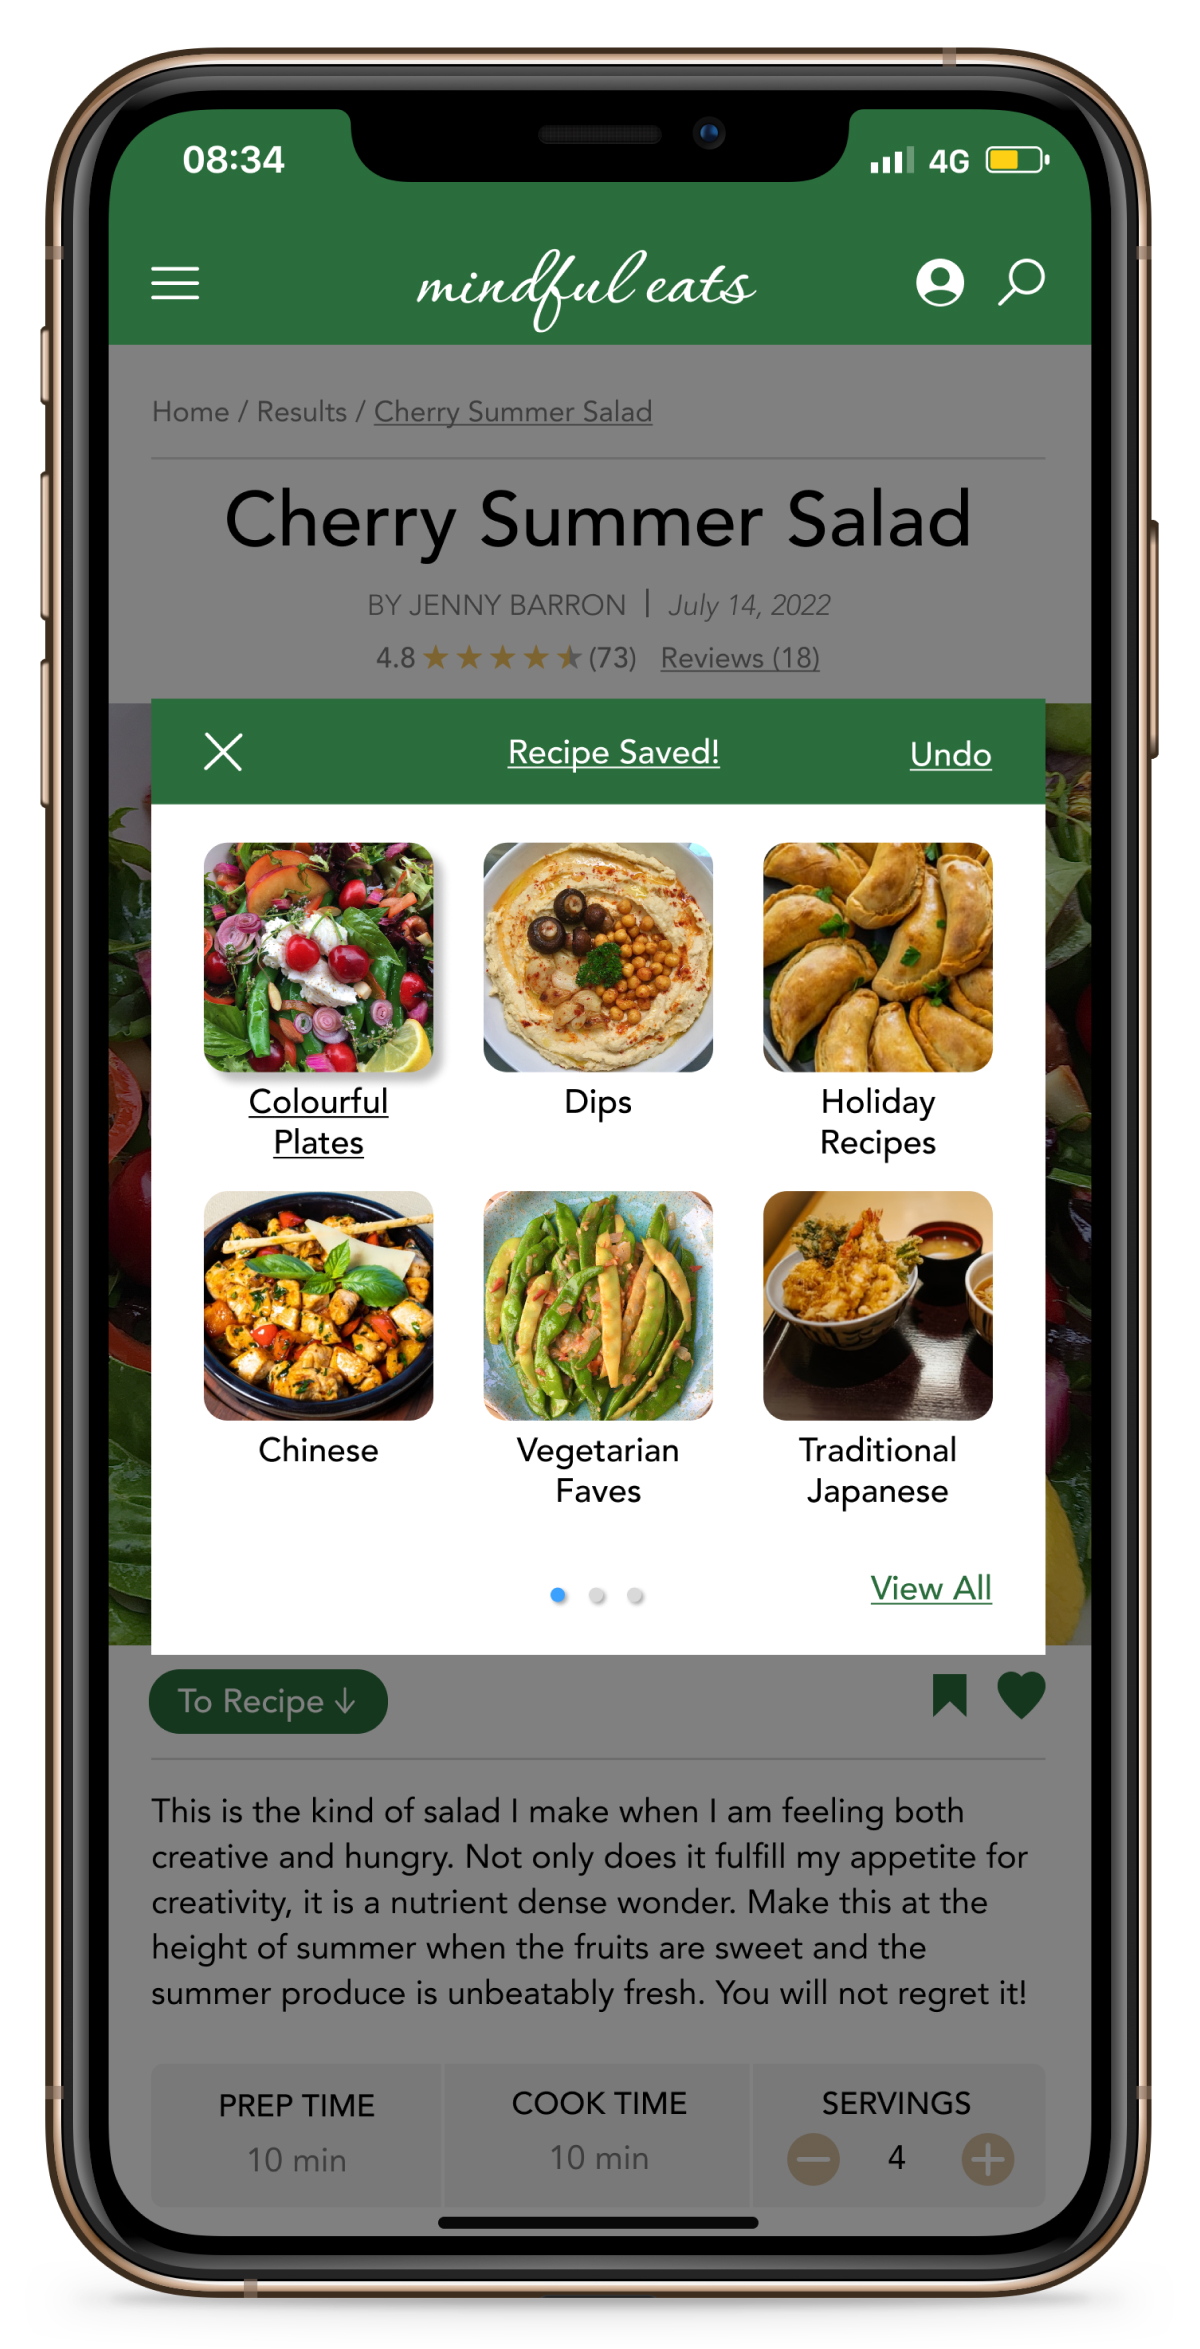 08:34 4G
mindful eats
Home / Results / Cherry Summer Salad
Cherry Summer Salad
BY JENNY BARRON | July 14, 2022
4.8 (73) Reviews (18)
Recipe Saved! Undo
Colourful
Plates
Dips
Holiday
Recipes
Chinese
Vegetarian
Faves
Traditional
Japanese
View All
To Recipe ↓
This is the kind of salad I make when I am feeling both
creative and hungry. Not only does it fulfill my appetite for
creativity, it is a nutrient dense wonder. Make this at the
height of summer when the fruits are sweet and the
summer produce is unbeatably fresh. You will not regret it!
PREP TIME
10 min
COOK TIME
10 min
SERVINGS
4